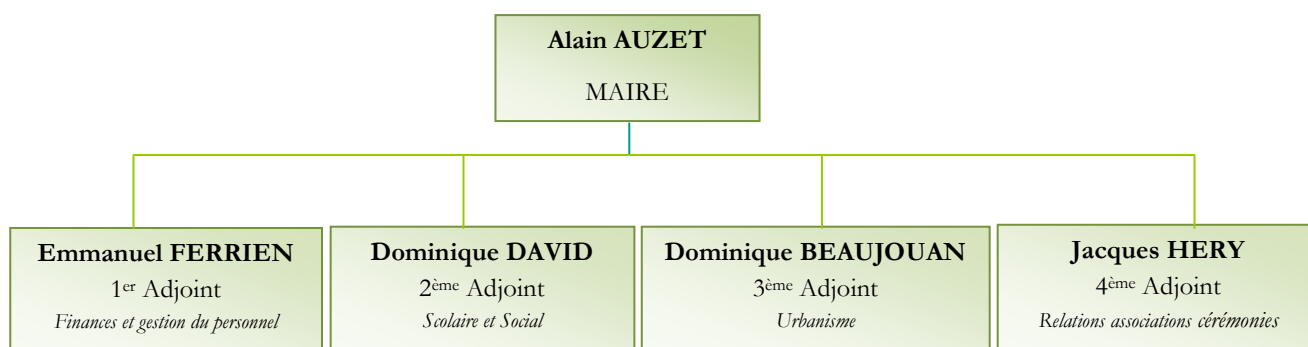 Alain AUZET
MAIRE
Emmanuel FERRIEN
1er Adjoint
Finances et gestion du personnel
Dominique DAVID
2ème Adjoint
Scolaire et Social
Dominique BEAUJOUAN
3ème Adjoint
Urbanisme
Jacques HERY
4ème Adjoint
Relations associations cérémonies